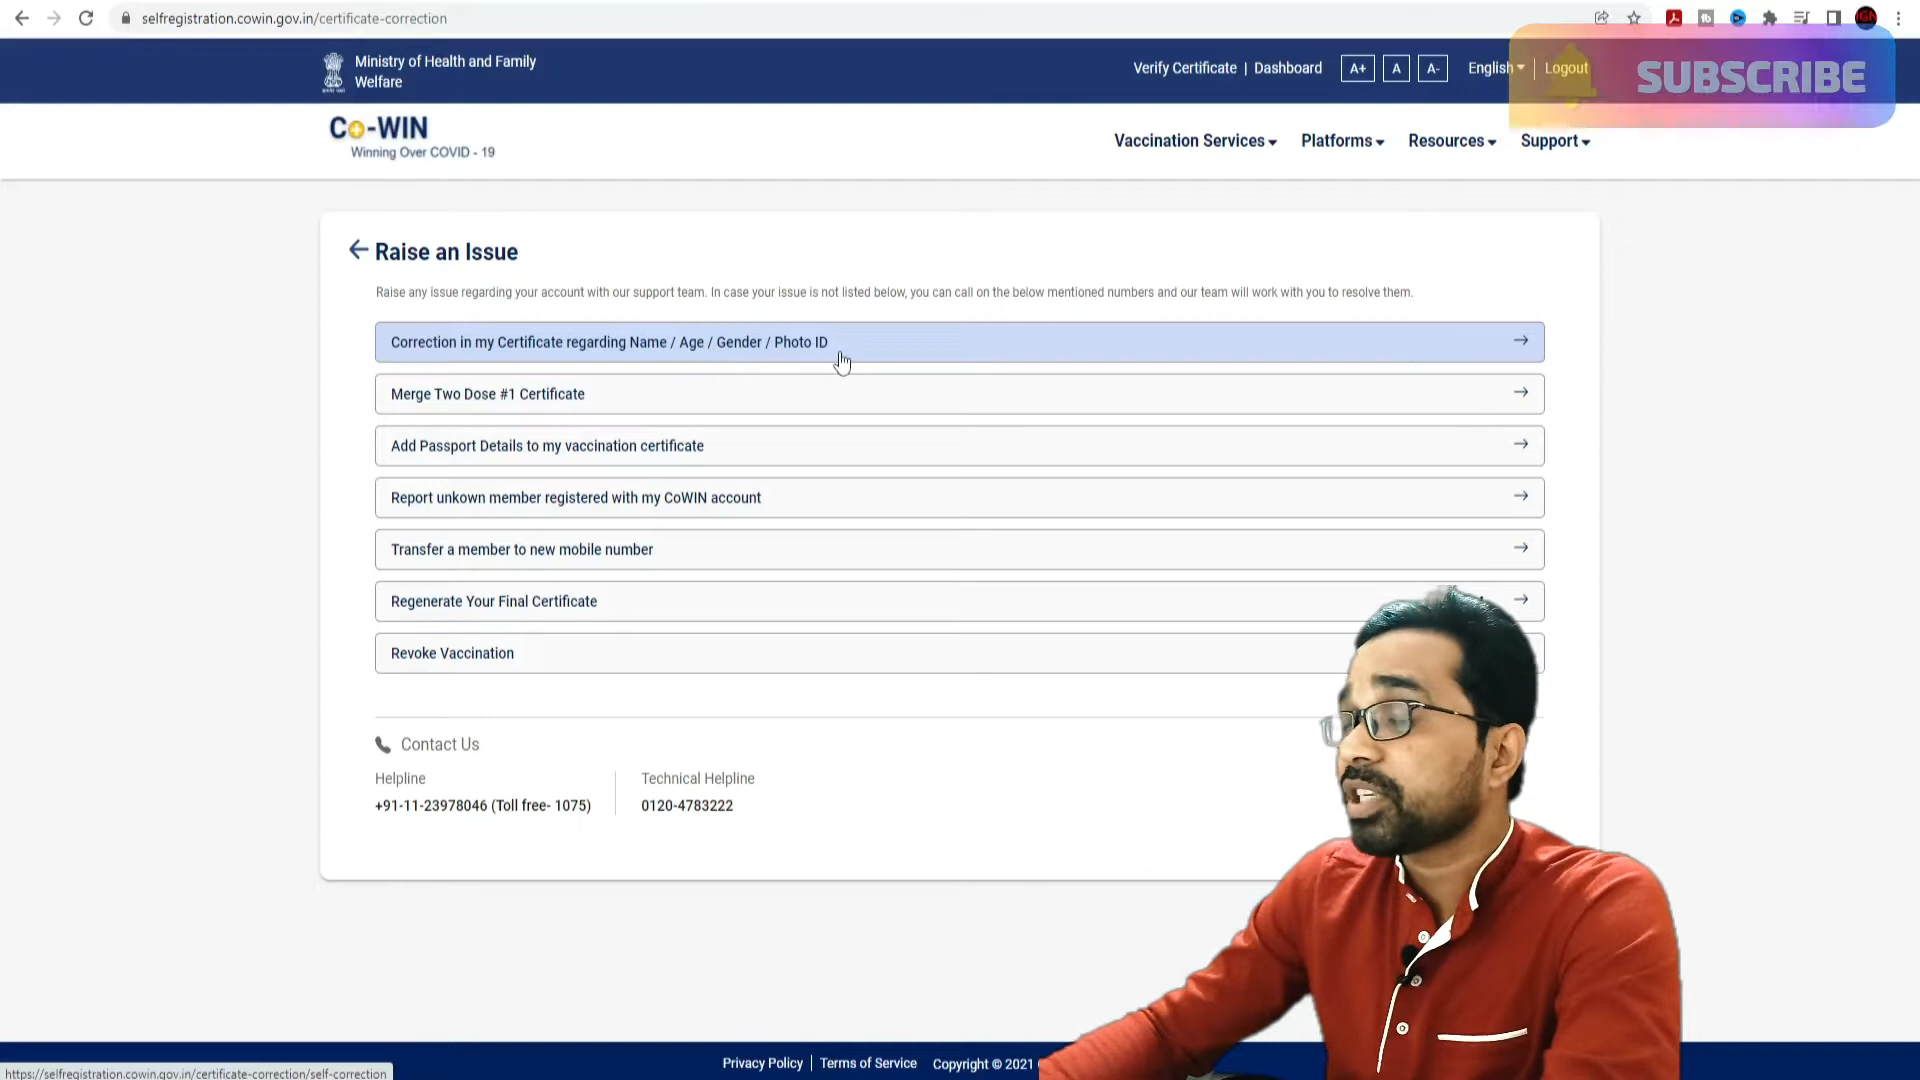 selfregistration.cowin.gov.in/certificate-correction
Ministry of Health and Family
Welfare
Verify Certificate | Dashboard A+ A A- English Logout
SUBSCRIBE
Co-WIN
Winning Over COVID - 19
Vaccination Services Platforms Resources Support
Raise an Issue
Raise any issue regarding your account with our support team. In case your issue is not listed below, you can call on the below mentioned numbers and our team will work with you to resolve them.
Correction in my Certificate regarding Name / Age / Gender / Photo ID
Merge Two Dose #1 Certificate
Add Passport Details to my vaccination certificate
Report unkown member registered with my CoWIN account
Transfer a member to new mobile number
Regenerate Your Final Certificate
Revoke Vaccination
Contact Us
Helpline
+91-11-23978046 (Toll free- 1075)
Technical Helpline
0120-4783222
Privacy Policy | Terms of Service Copyright © 2021
https://selfregistration.cowin.gov.in/certificate-correction/self-correction